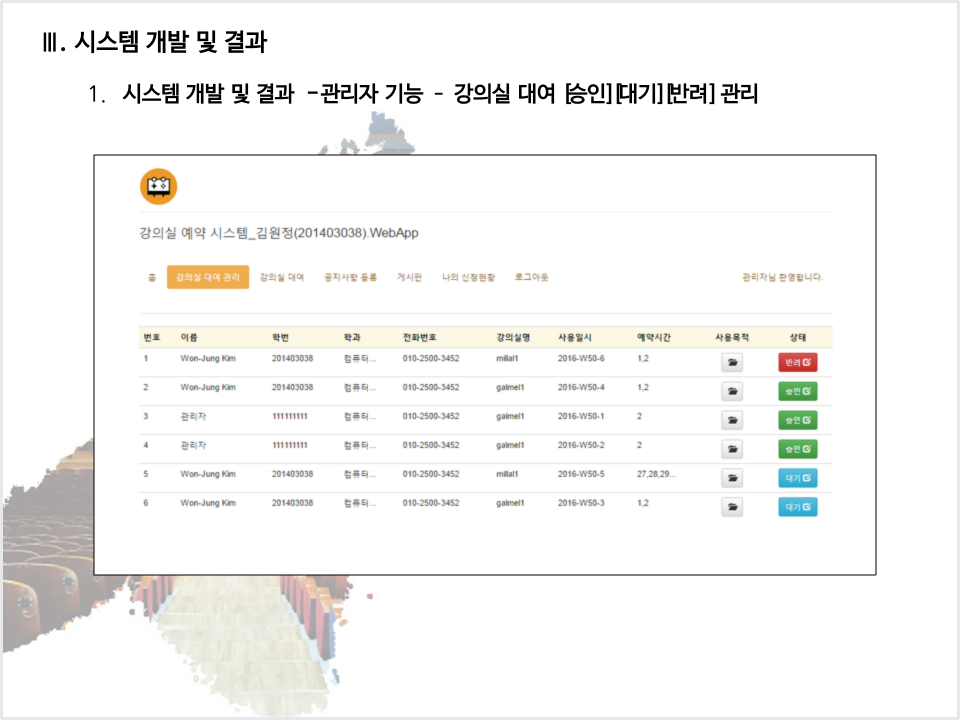 Ⅲ. 시스템 개발 및 결과
1. 시스템 개발 및 결과 -관리자 기능 - 강의실 대여 [승인][대기][반려] 관리
강의실 예약 시스템_김원정(201403038).WebApp
홈 강의실 대여 관리 강의실 대여 공지사항 등록 게시판 나의 신청현황 로그아웃 관리자님 환영합니다.
번호 이름 학번 학과 전화번호 강의실명 사용일시 예약시간 사용목적 상태
1 Won-Jung Kim 201403038 컴퓨터... 010-2500-3452 millal1 2016-W50-6 1,2 반려
2 Won-Jung Kim 201403038 컴퓨터... 010-2500-3452 galmel1 2016-W50-4 1,2 승인
3 관리자 111111111 컴퓨터... 010-2500-3452 galmel1 2016-W50-1 2 승인
4 관리자 111111111 컴퓨터... 010-2500-3452 galmel1 2016-W50-2 2 승인
5 Won-Jung Kim 201403038 컴퓨터... 010-2500-3452 millal1 2016-W50-5 27,28,29... 대기
6 Won-Jung Kim 201403038 컴퓨터... 010-2500-3452 galmel1 2016-W50-3 1,2 대기